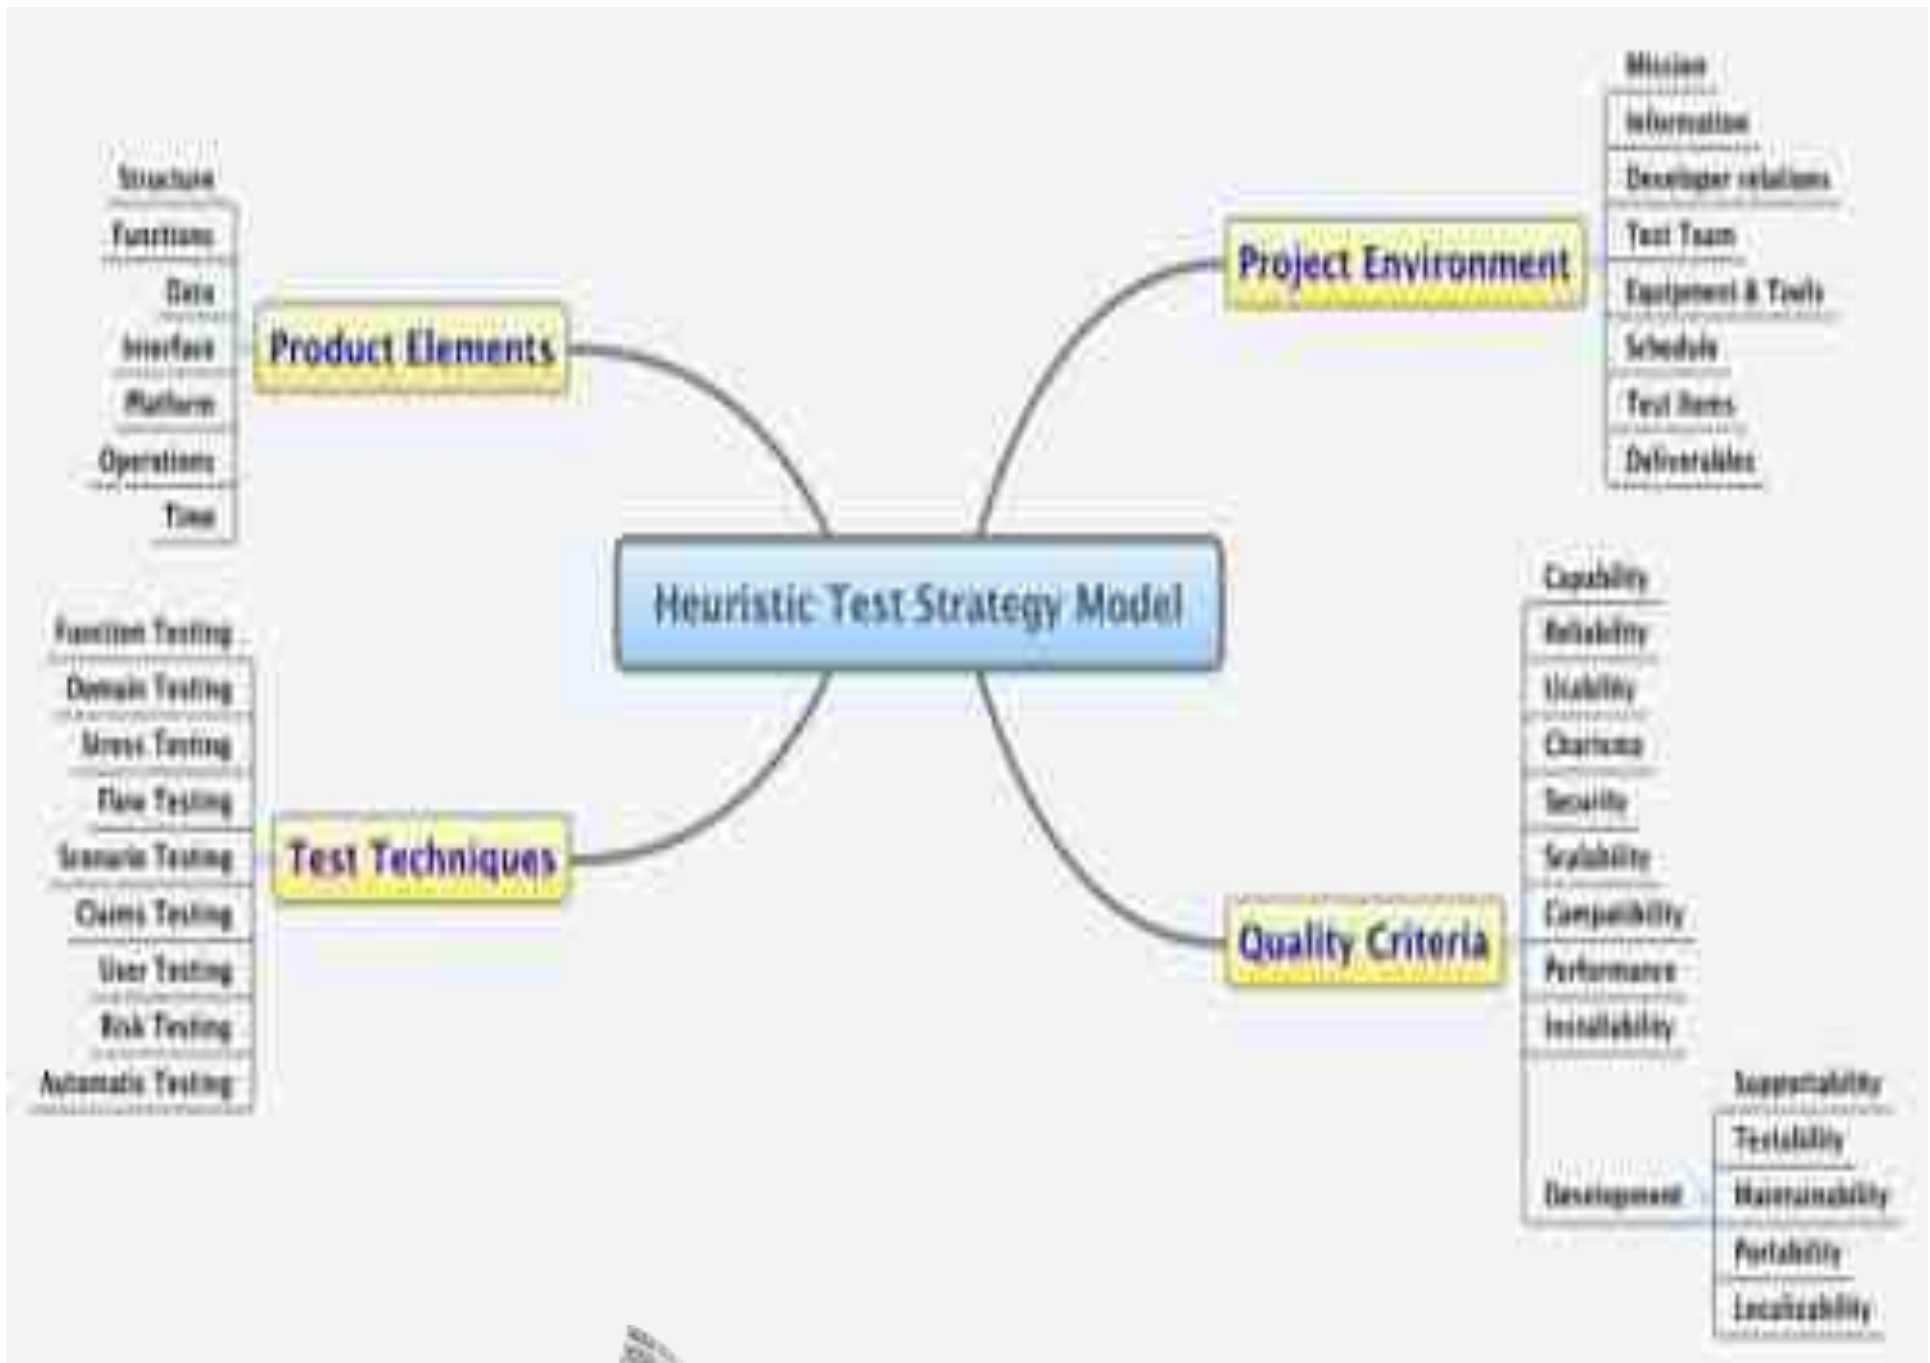 Heuristic Test Strategy Model
Product Elements
Structure
Functions
Data
Interface
Platform
Operations
Time
Test Techniques
Function Testing
Domain Testing
Stress Testing
Flow Testing
Scenario Testing
Claims Testing
User Testing
Risk Testing
Automatic Testing
Project Environment
Mission
Information
Developer relations
Test Team
Equipment & Tools
Schedule
Test Items
Deliverables
Quality Criteria
Capability
Reliability
Usability
Charisma
Security
Scalability
Compatibility
Performance
Installability
Development
Supportability
Testability
Maintainability
Portability
Localizability